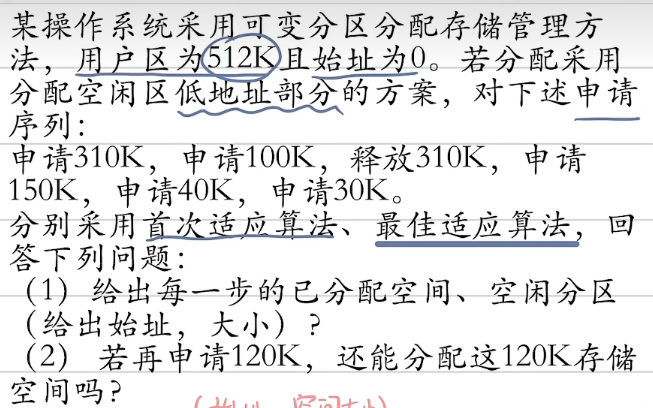 某操作系统采用可变分区分配存储管理方
法，用户区为512K且始址为0。若分配采用
分配空闲区低地址部分的方案，对下述申请
序列：
申请310K，申请100K，释放310K，申请
150K，申请40K，申请30K。
分别采用首次适应算法、最佳适应算法，回
答下列问题：
（1）给出每一步的已分配空间、空闲分区
（给出始址，大小）？
（2） 若再申请120K，还能分配这120K存储
空间吗？